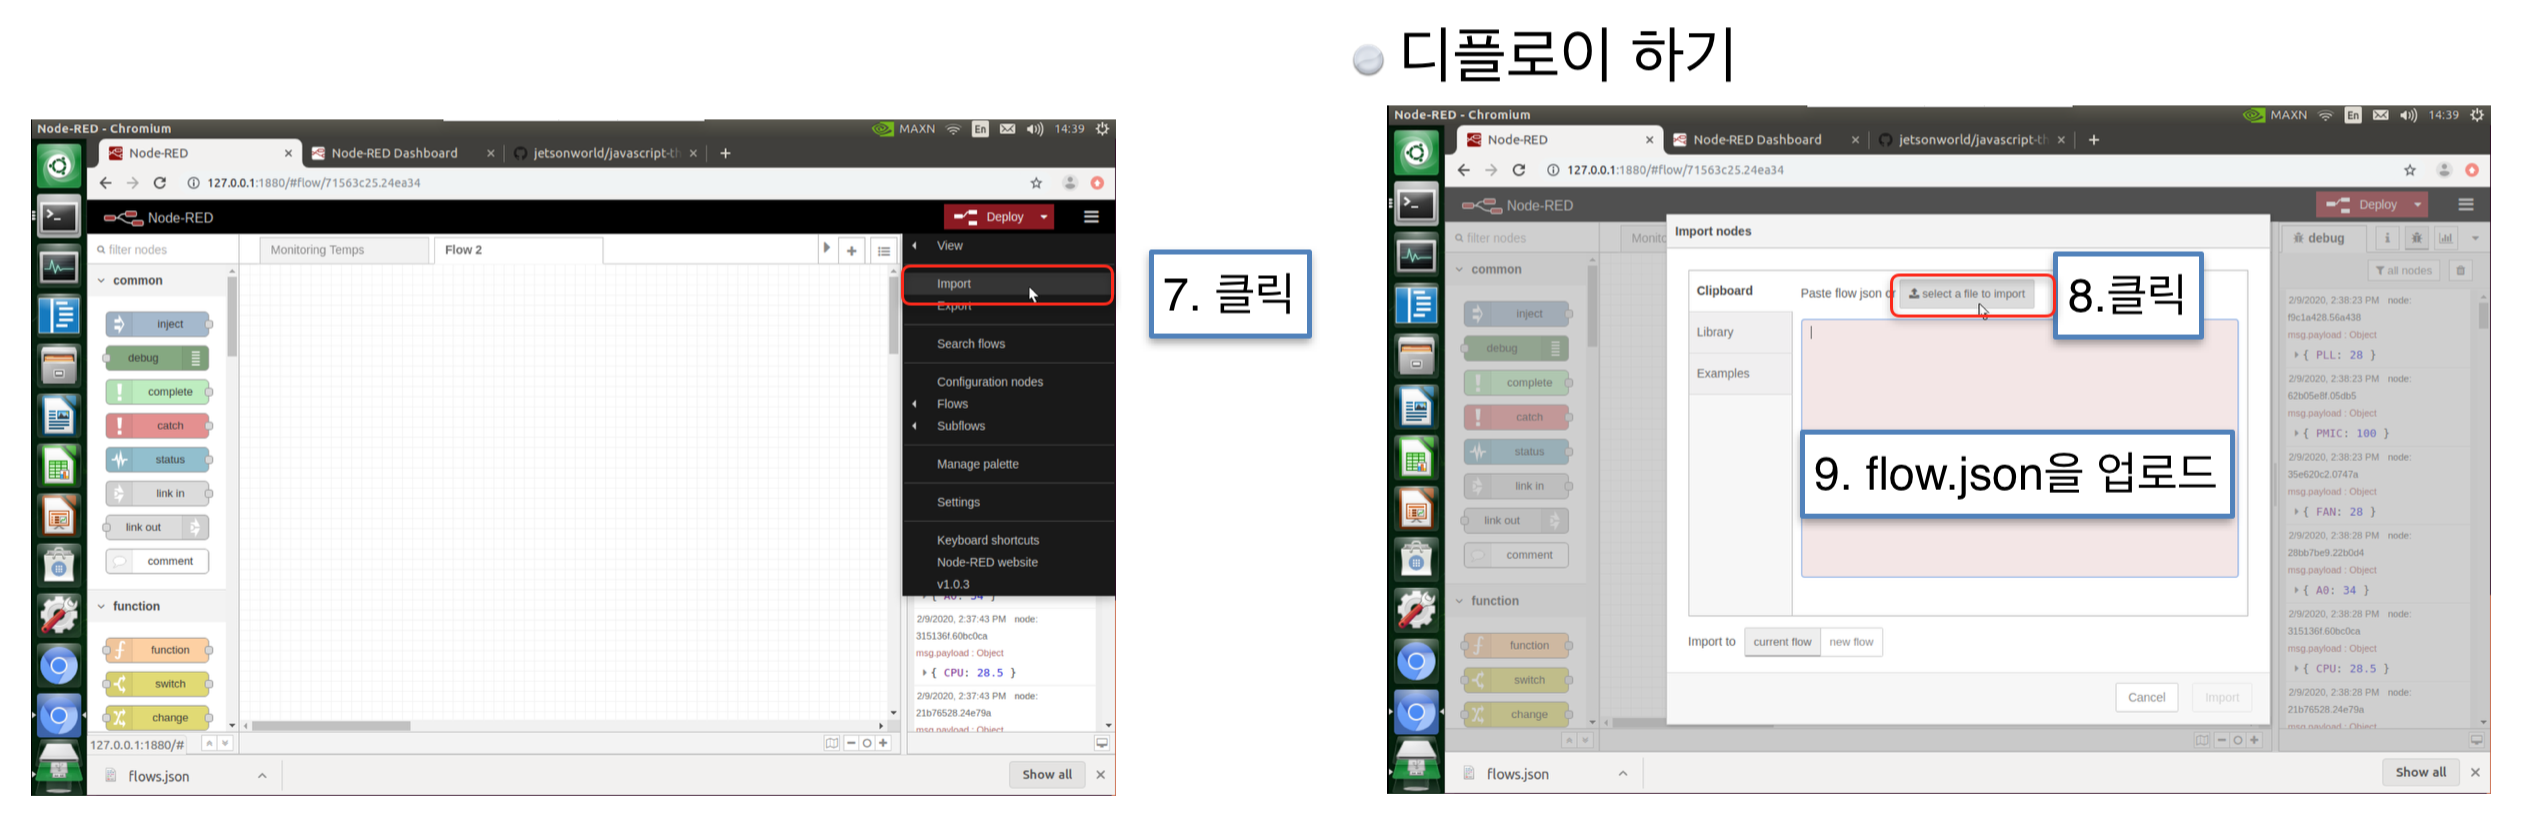 디플로이 하기
Node-RED - Chromium
MAXN En 14:39
Node-RED × Node-RED Dashboard × jetsonworld/javascript-th × +
127.0.0.1:1880/#flow/71563c25.24ea34
Node-RED
Deploy
filter nodes
Monitoring Temps
Flow 2
common
inject
debug
complete
catch
status
link in
link out
comment
function
function
switch
change
View
Import
Export
Search flows
Configuration nodes
Flows
Subflows
Manage palette
Settings
Keyboard shortcuts
Node-RED website
v1.0.3
{ A0: 34 }
2/9/2020, 2:37:43 PM node:
315136f.60bc0ca
msg.payload : Object
{ CPU: 28.5 }
2/9/2020, 2:37:43 PM node:
21b76528.24e79a
msg.payload : Object
127.0.0.1:1880/#
flows.json
Show all ×
7. 클릭
Node-RED - Chromium
MAXN En 14:39
Node-RED × Node-RED Dashboard × jetsonworld/javascript-th × +
127.0.0.1:1880/#flow/71563c25.24ea34
Node-RED
Deploy
filter nodes
Monito
common
inject
debug
complete
catch
status
link in
link out
comment
function
function
switch
change
Import nodes
Clipboard
Library
Examples
Paste flow json or
select a file to import
8.클릭
9. flow.json을 업로드
Import to current flow new flow
Cancel Import
debug i
all nodes
2/9/2020, 2:38:23 PM node:
f9c1a428.56a438
msg.payload : Object
{ PLL: 28 }
2/9/2020, 2:38:23 PM node:
62b05e8f.05db5
msg.payload : Object
{ PMIC: 100 }
2/9/2020, 2:38:23 PM node:
35e620c2.0747a
msg.payload : Object
{ FAN: 28 }
2/9/2020, 2:38:28 PM node:
28bb7be9.22b0d4
msg.payload : Object
{ A0: 34 }
2/9/2020, 2:38:28 PM node:
315136f.60bc0ca
msg.payload : Object
{ CPU: 28.5 }
2/9/2020, 2:38:28 PM node:
21b76528.24e79a
msg.payload : Object
flows.json
Show all ×